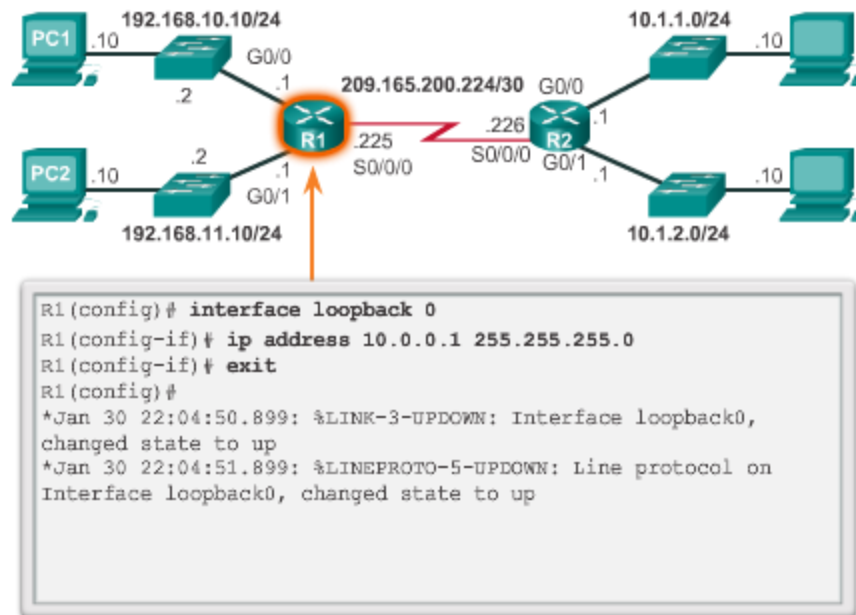 192.168.10.10/24
10.1.1.0/24
PC1
.10
G0/0
.10
.2
.1
209.165.200.224/30
G0/0
.1
R1
.225
.226
R2
.2
S0/0/0
S0/0/0
G0/1
PC2
.10
.1
.1
.10
G0/1
192.168.11.10/24
10.1.2.0/24
R1(config)# interface loopback 0
R1(config-if)# ip address 10.0.0.1 255.255.255.0
R1(config-if)# exit
R1(config)#
*Jan 30 22:04:50.899: %LINK-3-UPDOWN: Interface loopback0,
changed state to up
*Jan 30 22:04:51.899: %LINEPROTO-5-UPDOWN: Line protocol on
Interface loopback0, changed state to up